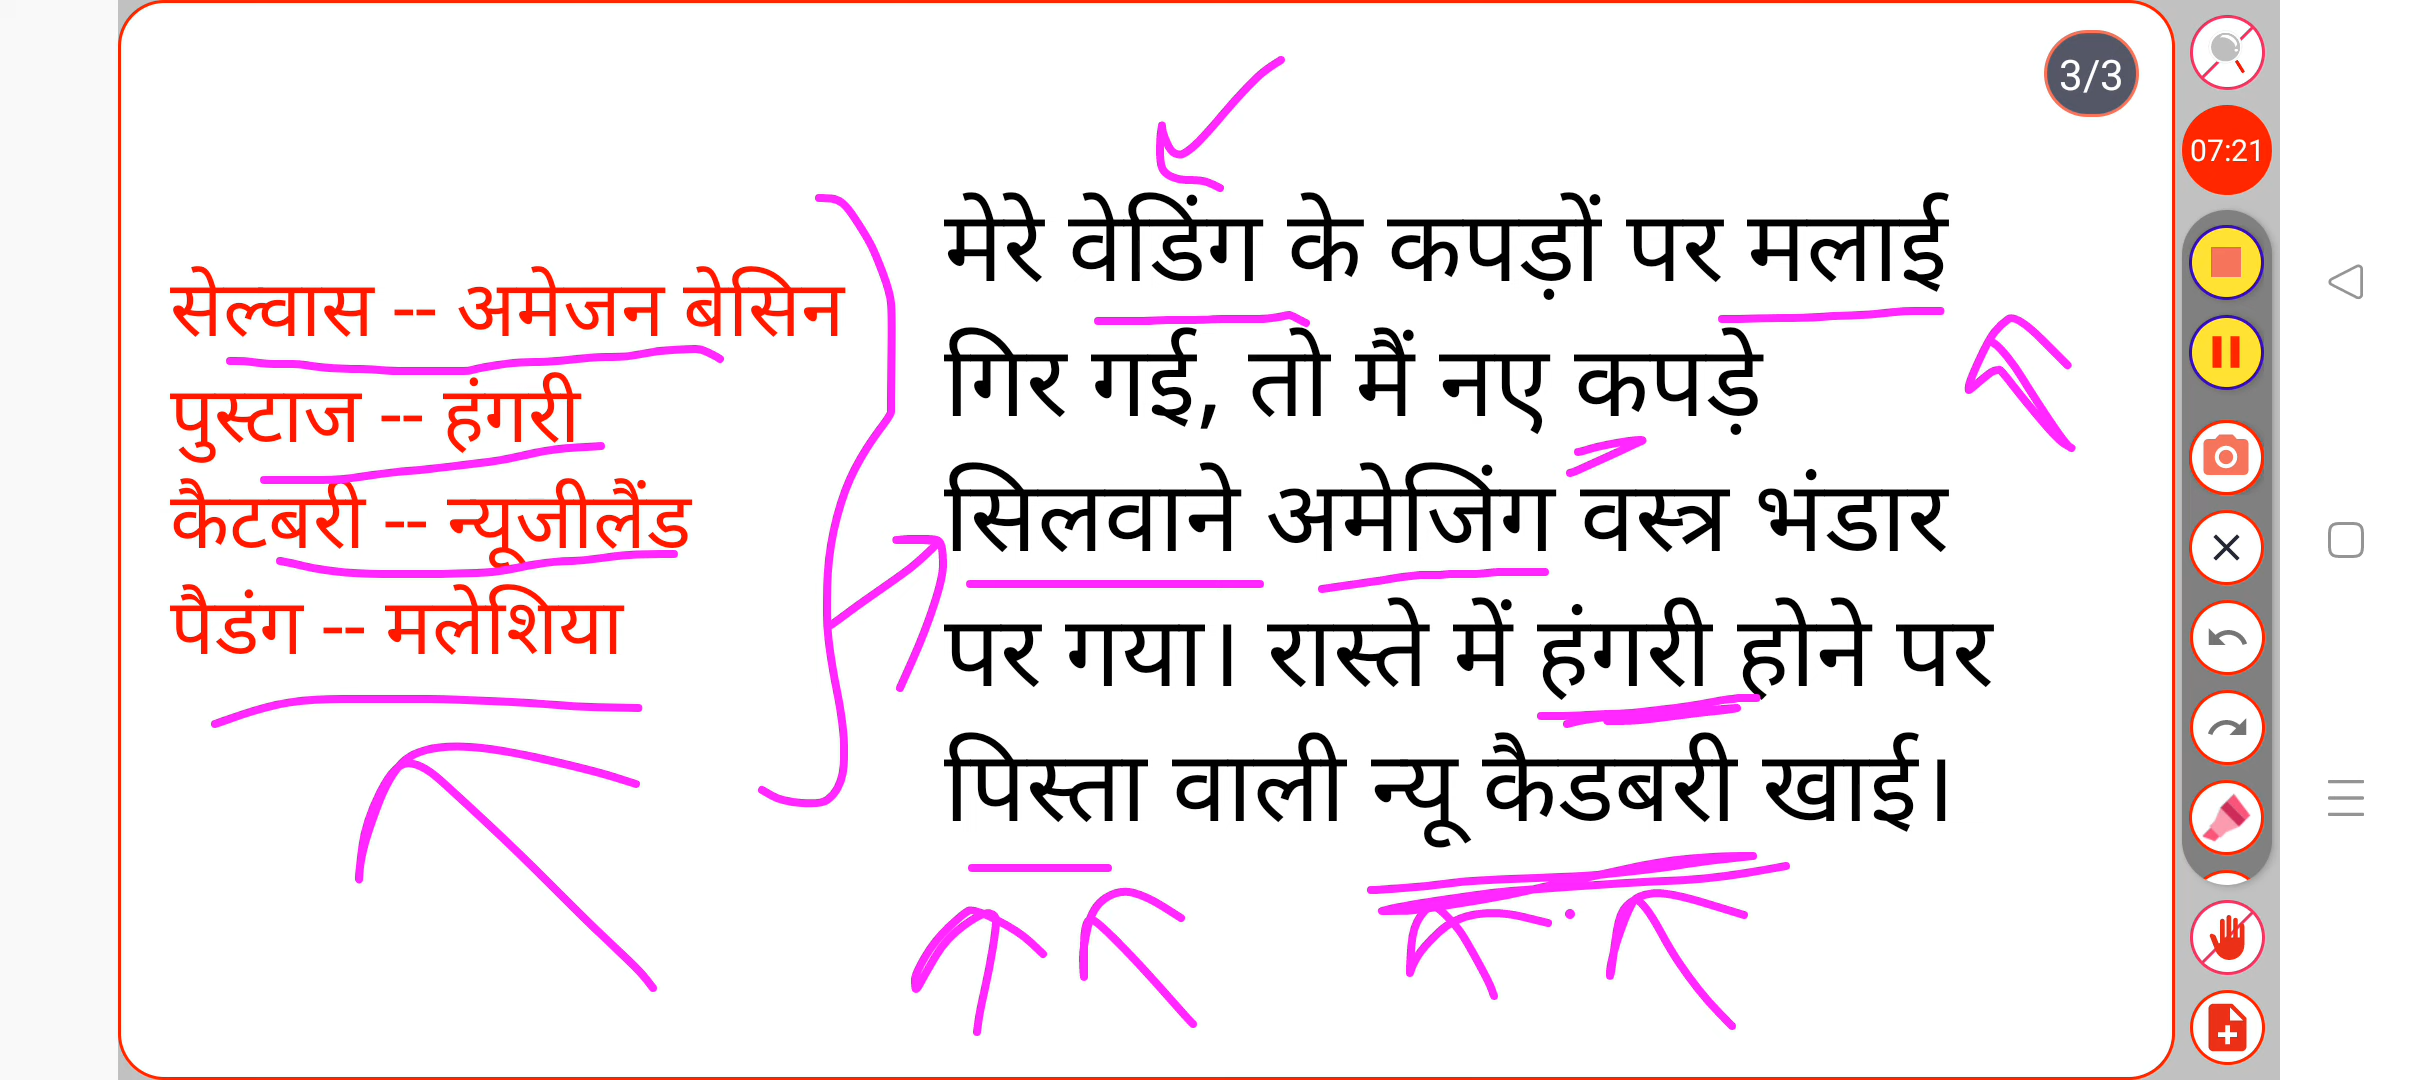 3/3
07:21
सेल्वास -- अमेजन बेसिन
पुस्टाज -- हंगरी
कैटबरी -- न्यूजीलैंड
पैडंग -- मलेशिया
मेरे वेडिंग के कपड़ों पर मलाई
गिर गई, तो मैं नए कपड़े
सिलवाने अमेजिंग वस्त्र भंडार
पर गया। रास्ते में हंगरी होने पर
पिस्ता वाली न्यू कैडबरी खाई।